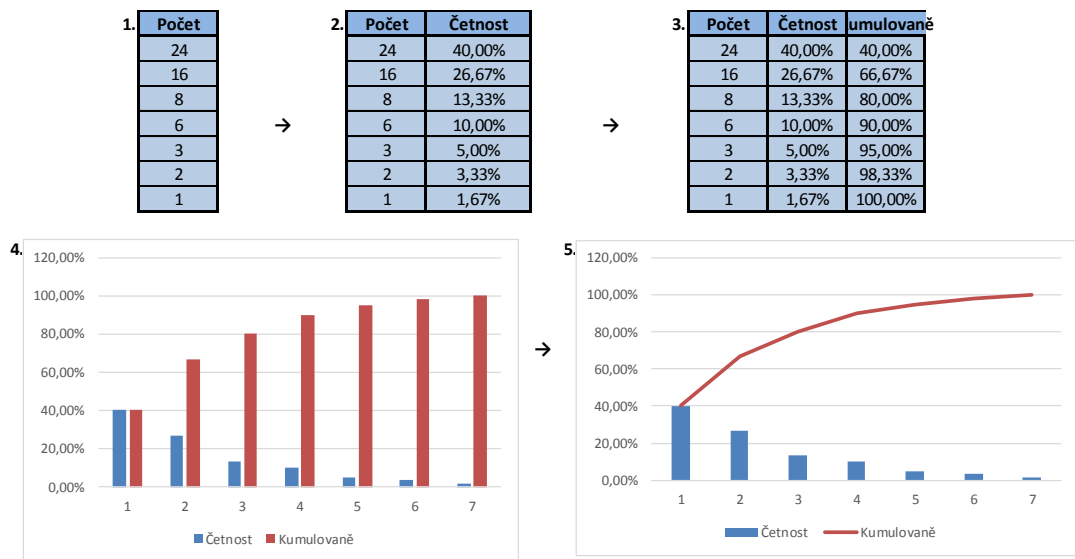 1. Počet
24
16
8
6
3
2
1
→
2. Počet Četnost
24 40,00%
16 26,67%
8 13,33%
6 10,00%
3 5,00%
2 3,33%
1 1,67%
→
3. Počet Četnost umulovaně
24 40,00% 40,00%
16 26,67% 66,67%
8 13,33% 80,00%
6 10,00% 90,00%
3 5,00% 95,00%
2 3,33% 98,33%
1 1,67% 100,00%
4.
120,00%
100,00%
80,00%
60,00%
40,00%
20,00%
0,00%
1 2 3 4 5 6 7
Četnost Kumulovaně
→
5.
120,00%
100,00%
80,00%
60,00%
40,00%
20,00%
0,00%
1 2 3 4 5 6 7
Četnost Kumulovaně